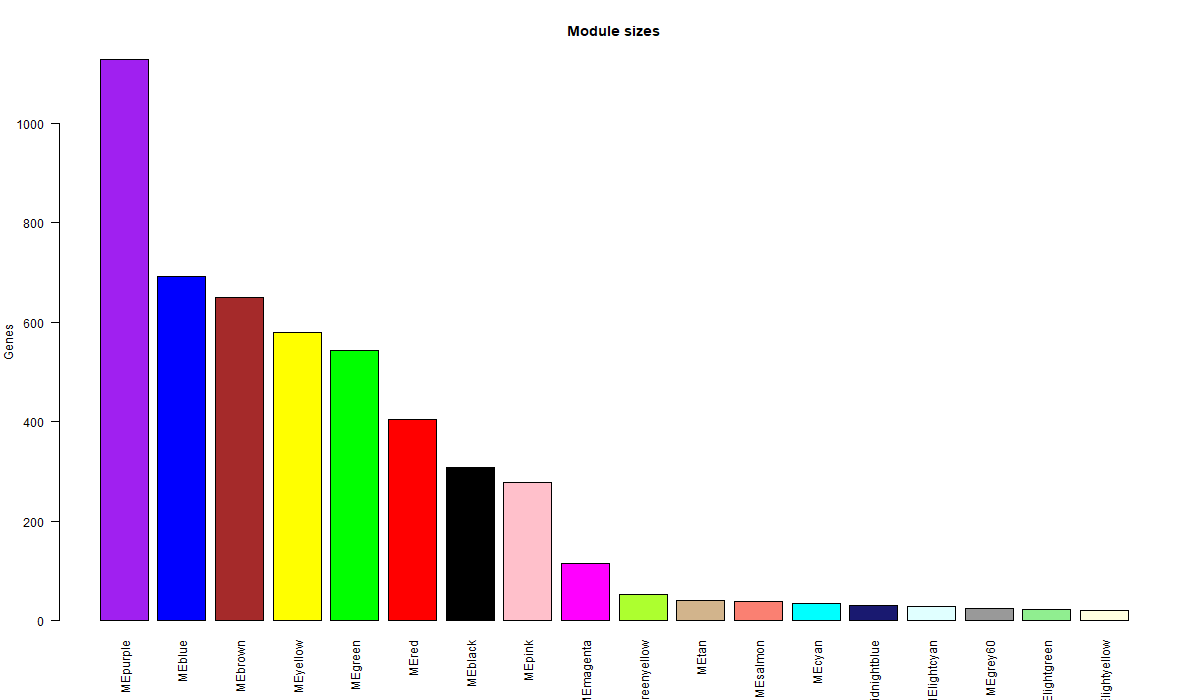 Module sizes
1000
800
600
400
200
0
Genes
MEpurple
MEblue
MEbrown
MEyellow
MEgreen
MEred
MEblack
MEpink
MEmagenta
reenyellow
MEtan
MEsalmon
MEcyan
dnightblue
Elightcyan
MEgrey60
Elightgreen
lightyellow